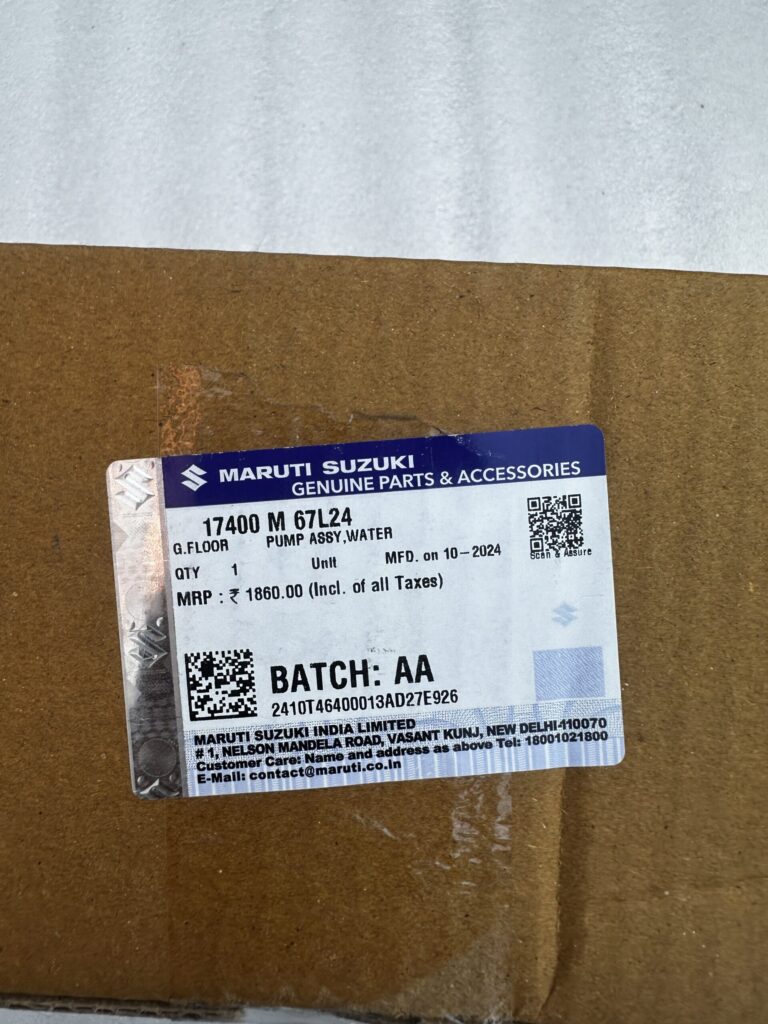 MARUTI SUZUKI
GENUINE PARTS & ACCESSORIES
17400 M 67L24
G.FLOOR PUMP ASSY,WATER
QTY 1 Unit MFD. on 10-2024
Scan & Assure
MRP : ₹ 1860.00 (Incl. of all Taxes)
BATCH: AA
2410T46400013AD27E926
MARUTI SUZUKI INDIA LIMITED
# 1, NELSON MANDELA ROAD, VASANT KUNJ, NEW DELHI-110070
Customer Care: Name and address as above Tel: 18001021800
E-Mail: contact@maruti.co.in